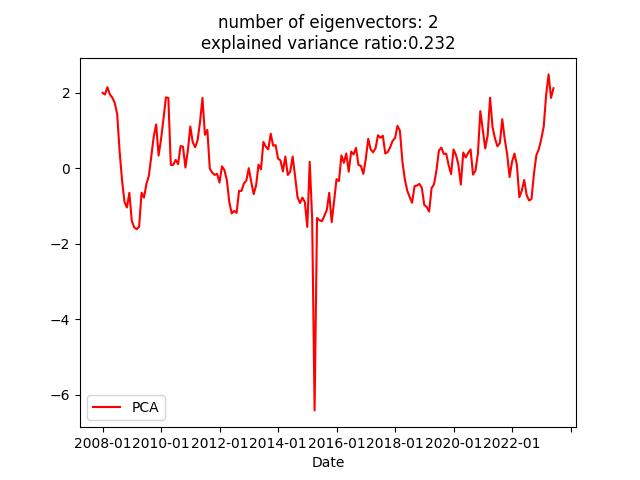 number of eigenvectors: 2
explained variance ratio:0.232
2
0
−2
−4
−6
PCA
2008-012010-012012-012014-012016-012018-012020-012022-01
Date